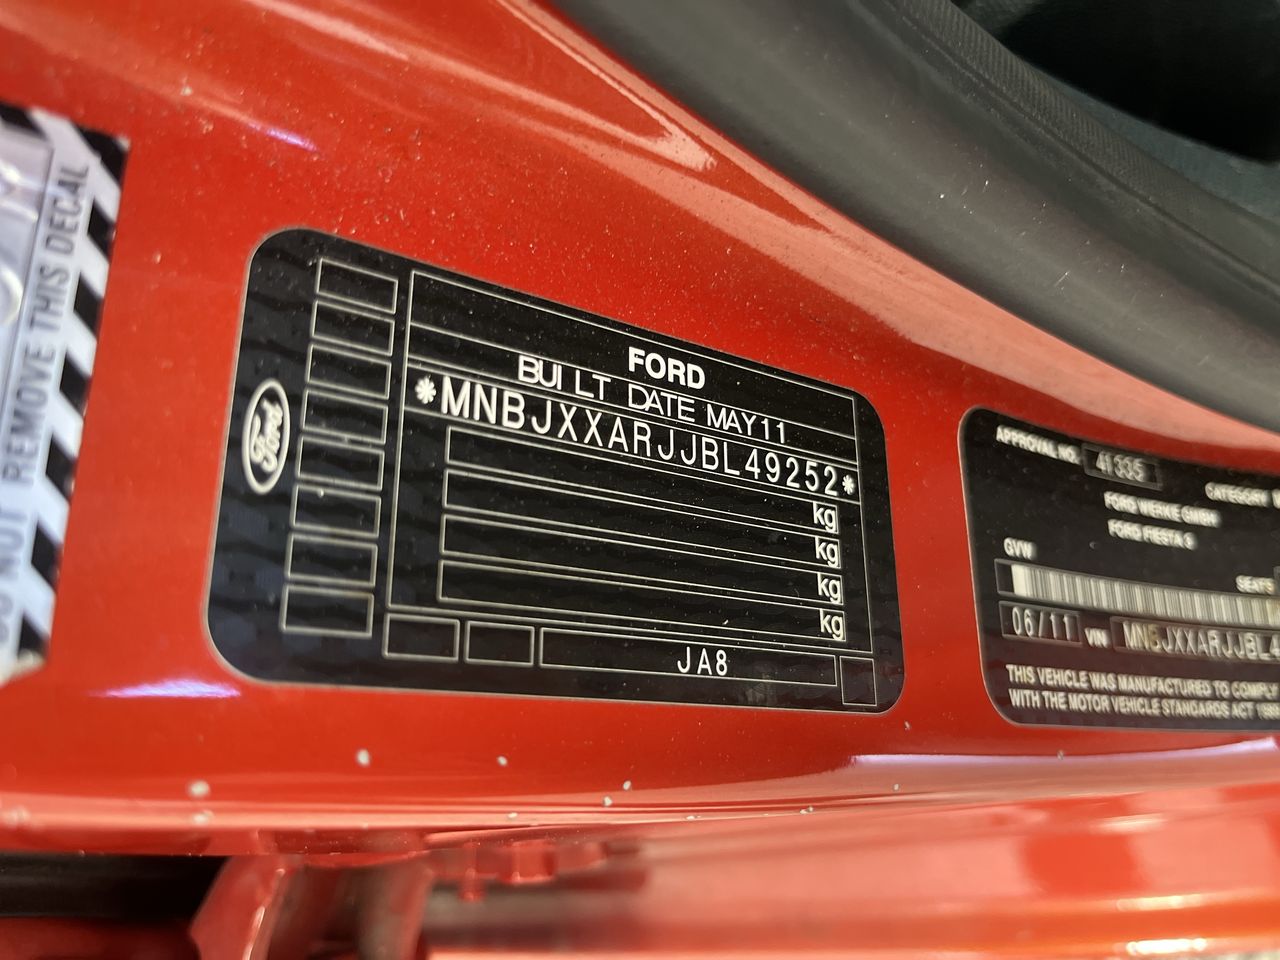 DO NOT REMOVE THIS DECAL
Ford
FORD
BUILT DATE MAY11
*MNBJXXARJJBL49252*
kg
kg
kg
kg
JA8
APPROVAL NO. 41335
CATEGORY
FORD WERKE GMBH
FORD FIESTA S
GVW
SEATS
06/11 VIN MNBJXXARJJBL4
THIS VEHICLE WAS MANUFACTURED TO COMPLY
WITH THE MOTOR VEHICLE STANDARDS ACT